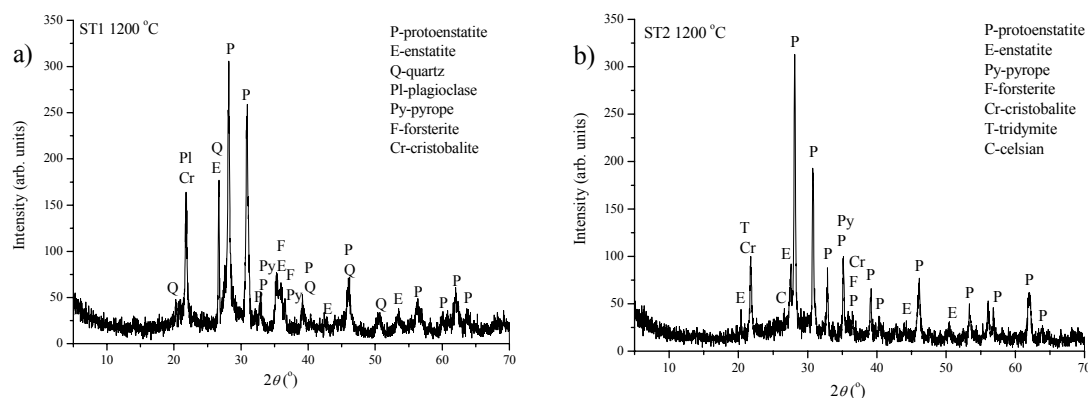 a)
ST1 1200 °C
P-protoenstatite
E-enstatite
Q-quartz
Pl-plagioclase
Py-pyrope
F-forsterite
Cr-cristobalite
Intensity (arb. units)
350
300
250
200
150
100
50
0
Q
Pl
Cr
Q
E
P
P
P
Py
P
F
E
F
Py
P
Q
E
P
Q
Q
E
P
P
P
P
10 20 30 40 50 60 70
2θ (°)
b)
ST2 1200 °C
P-protoenstatite
E-enstatite
Py-pyrope
F-forsterite
Cr-cristobalite
T-tridymite
C-celsian
Intensity (arb. units)
350
300
250
200
150
100
50
0
E
T
Cr
C
E
P
P
P
Py
P
Cr
F
P
P
P
E
P
E
P
P
P
P
10 20 30 40 50 60 70
2θ (°)